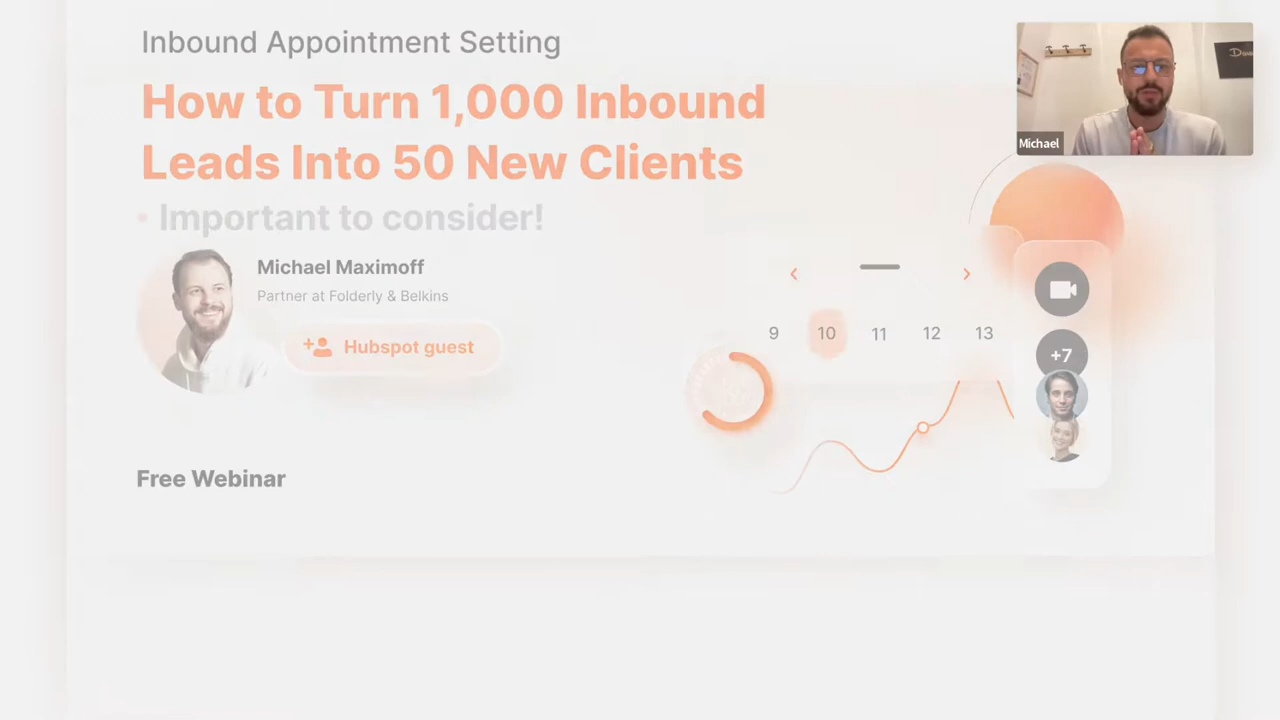 Inbound Appointment Setting
How to Turn 1,000 Inbound
Leads Into 50 New Clients
• Important to consider!
Michael Maximoff
Partner at Folderly & Belkins
Hubspot guest
Free Webinar
9 10 11 12 13
+7
Michael